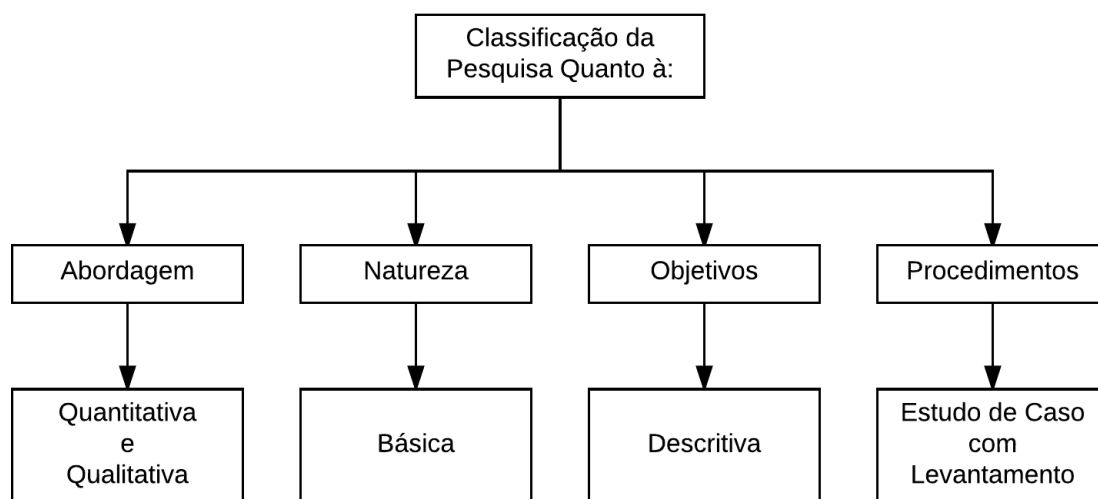 Classificação da
Pesquisa Quanto à:
Abordagem
Natureza
Objetivos
Procedimentos
Quantitativa
e
Qualitativa
Básica
Descritiva
Estudo de Caso
com
Levantamento